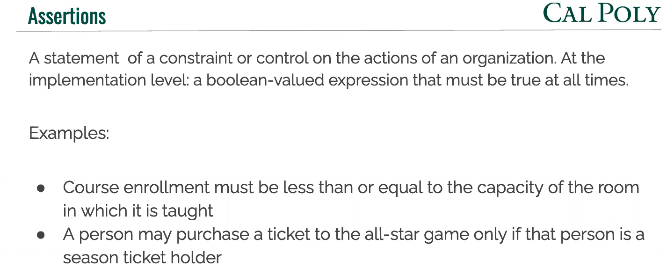 Assertions
CAL POLY
A statement of a constraint or control on the actions of an organization. At the
implementation level: a boolean-valued expression that must be true at all times.
Examples:
● Course enrollment must be less than or equal to the capacity of the room
in which it is taught
● A person may purchase a ticket to the all-star game only if that person is a
season ticket holder